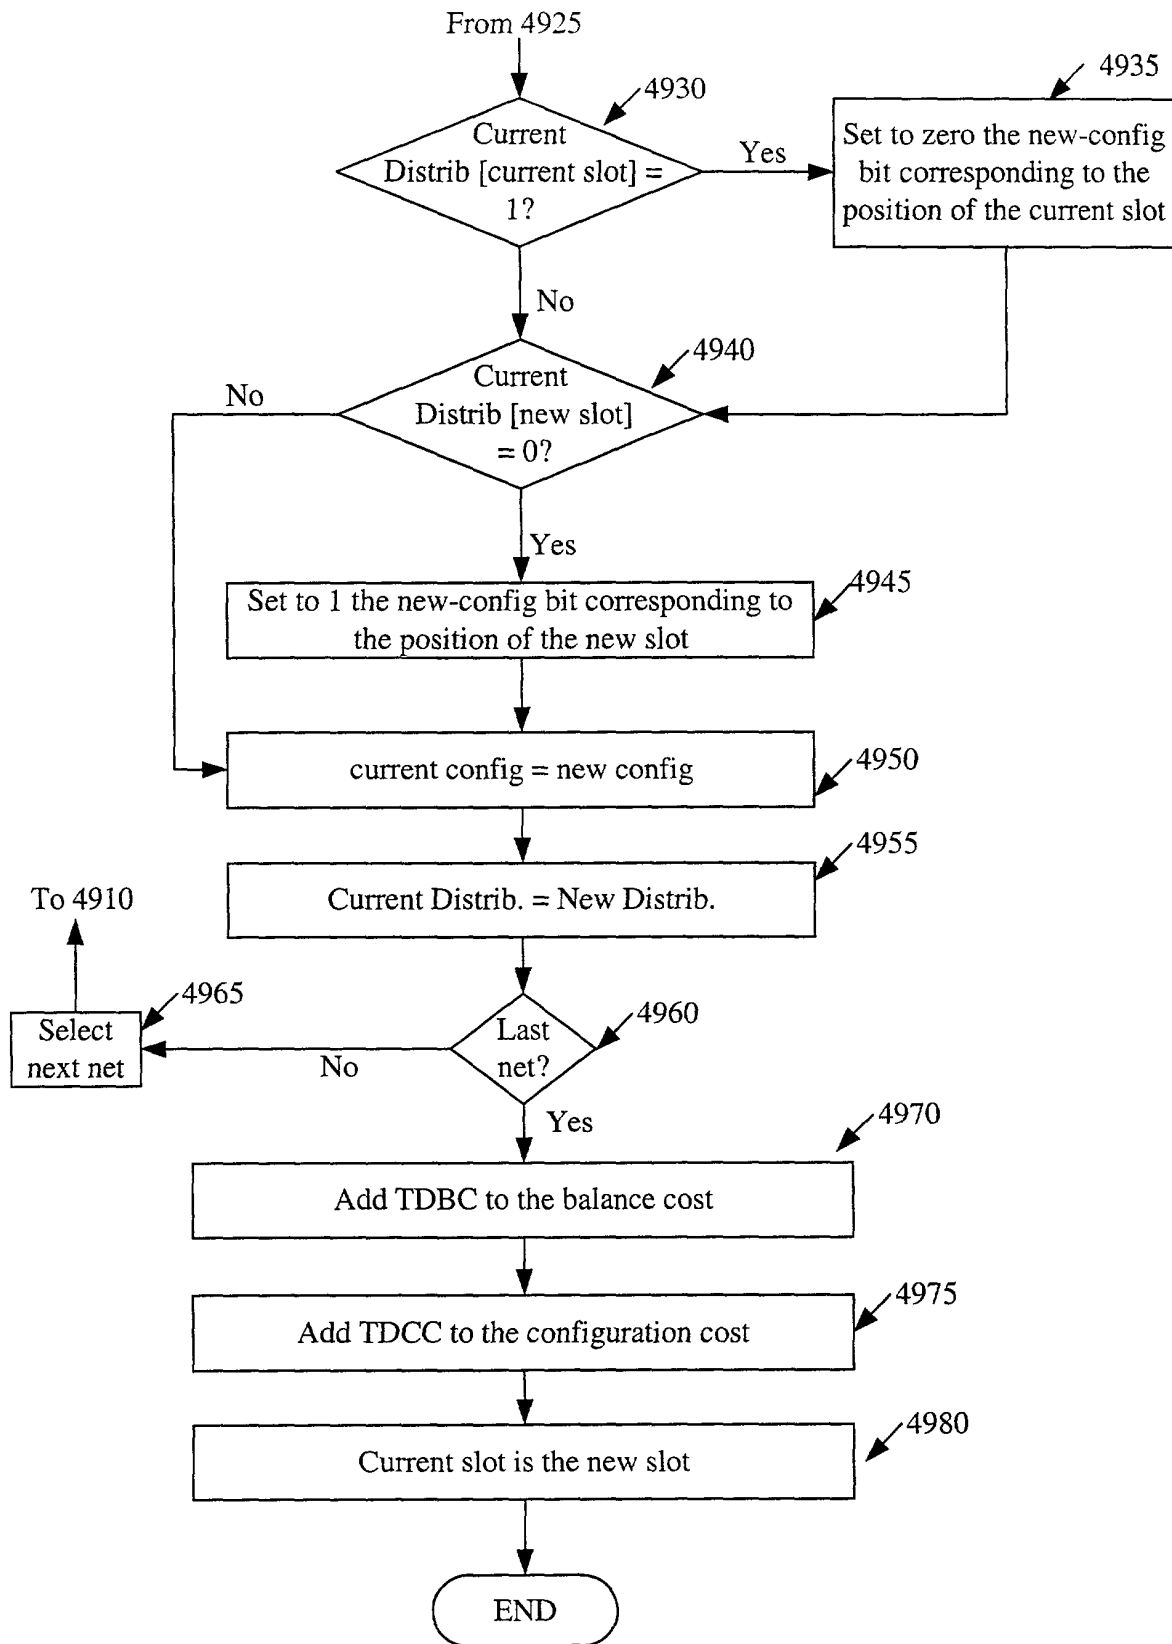 From 4925
4930
4935
Current
Distrib [current slot] =
1?
Yes
Set to zero the new-config
bit corresponding to the
position of the current slot
No
4940
Current
Distrib [new slot]
= 0?
No
Yes
4945
Set to 1 the new-config bit corresponding to
the position of the new slot
4950
current config = new config
4955
Current Distrib. = New Distrib.
To 4910
4965
Select
next net
4960
Last
net?
No
Yes
4970
Add TDBC to the balance cost
4975
Add TDCC to the configuration cost
4980
Current slot is the new slot
END